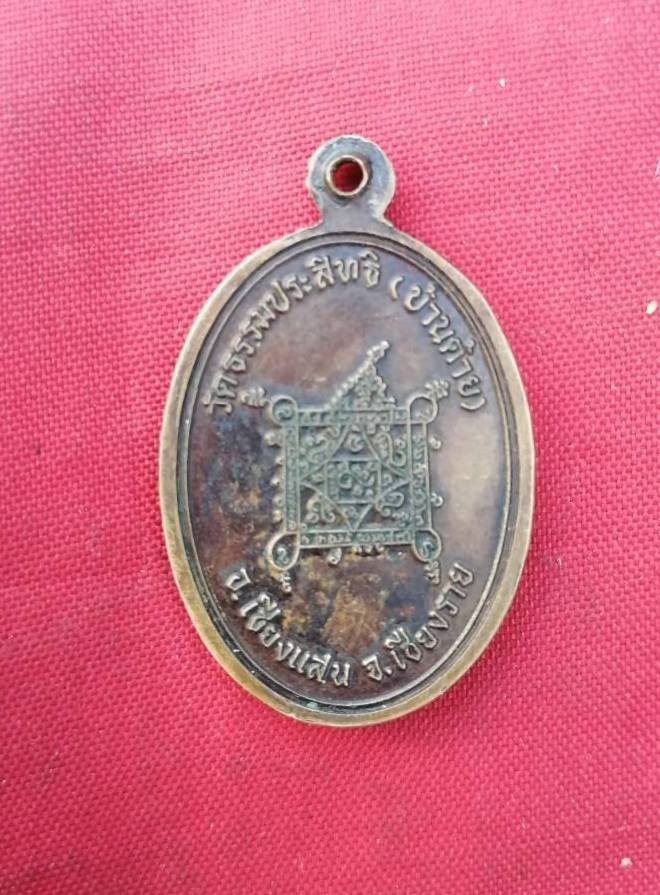 วัดธรรมประสิทธิ (บ้านด้าย)
อ.เชียงแสน จ.เชียงราย